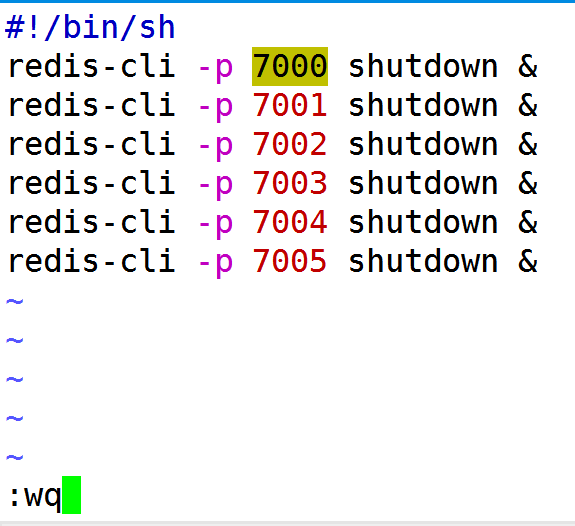 #!/bin/sh
redis-cli -p 7000 shutdown &
redis-cli -p 7001 shutdown &
redis-cli -p 7002 shutdown &
redis-cli -p 7003 shutdown &
redis-cli -p 7004 shutdown &
redis-cli -p 7005 shutdown &
~
~
~
~
~
:wq